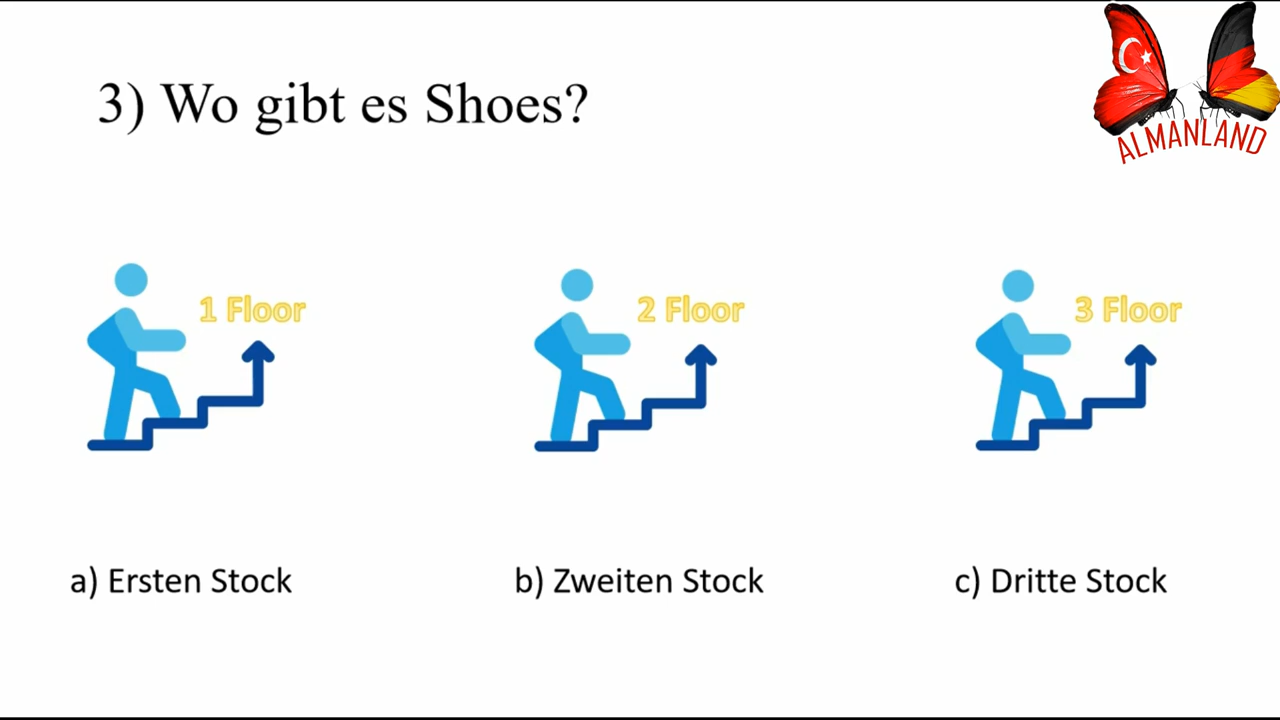 3) Wo gibt es Shoes?
ALMANLAND
1 Floor
2 Floor
3 Floor
a) Ersten Stock
b) Zweiten Stock
c) Dritte Stock